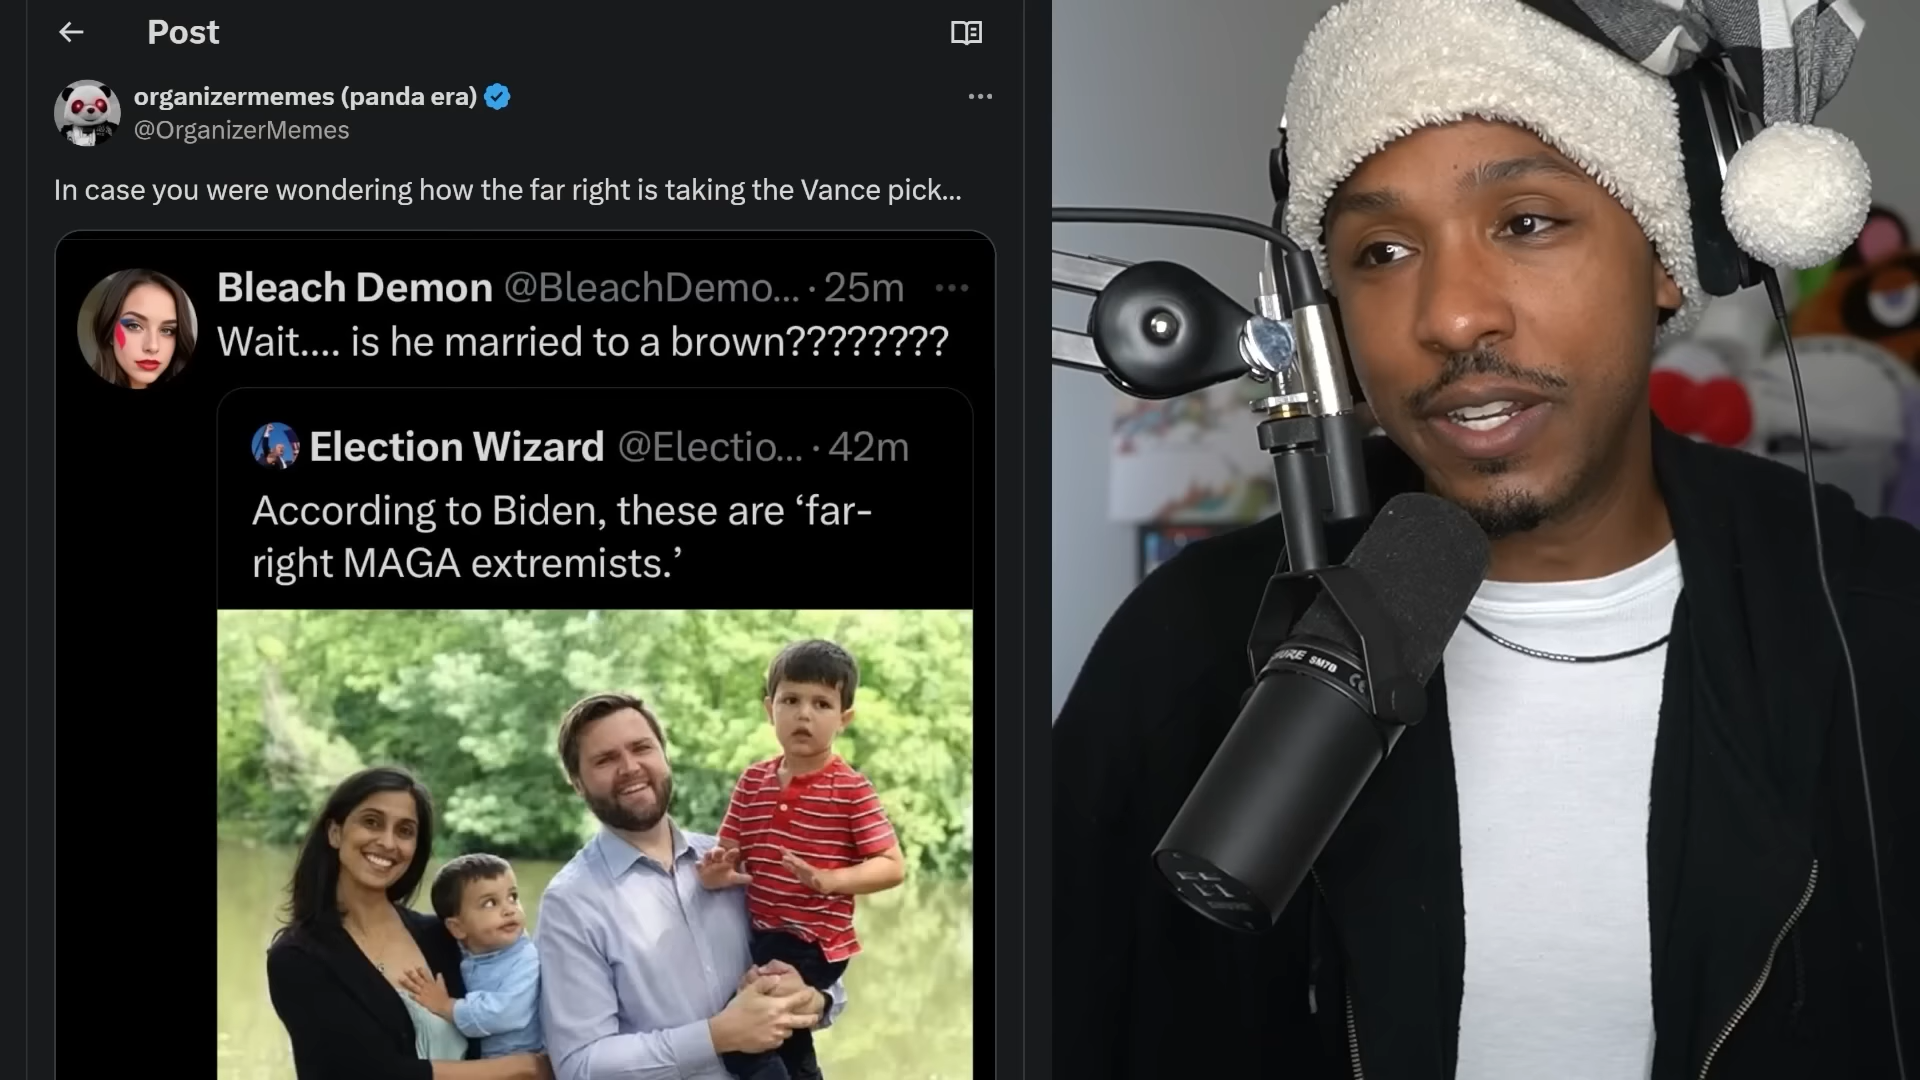 Post
organizermemes (panda era)
@OrganizerMemes
In case you were wondering how the far right is taking the Vance pick...
Bleach Demon @BleachDemo... · 25m
Wait.... is he married to a brown????????
Election Wizard @Electio... · 42m
According to Biden, these are ‘far-
right MAGA extremists.’
SHURE SM7B